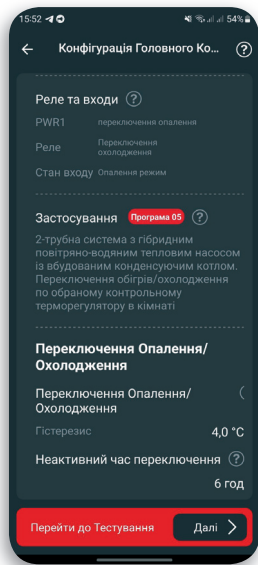 15:52
54%
Конфігурація Головного Ко...
Реле та входи
PWR1 переключення опалення
Реле Переключення
охолодження
Стан входу Опалення режим
Застосування Програма 05
2-трубна система з гібридним
повітряно-водяним тепловим насосом
із вбудованим конденсуючим котлом.
Переключення обігрів/охолодження
по обраному контрольному
терморегулятору в кімнаті
Переключення Опалення/
Охолодження
Переключення Опалення/
Охолодження
Гістерезис 4,0 °C
Неактивний час переключення
6 год
Перейти до Тестування Далі